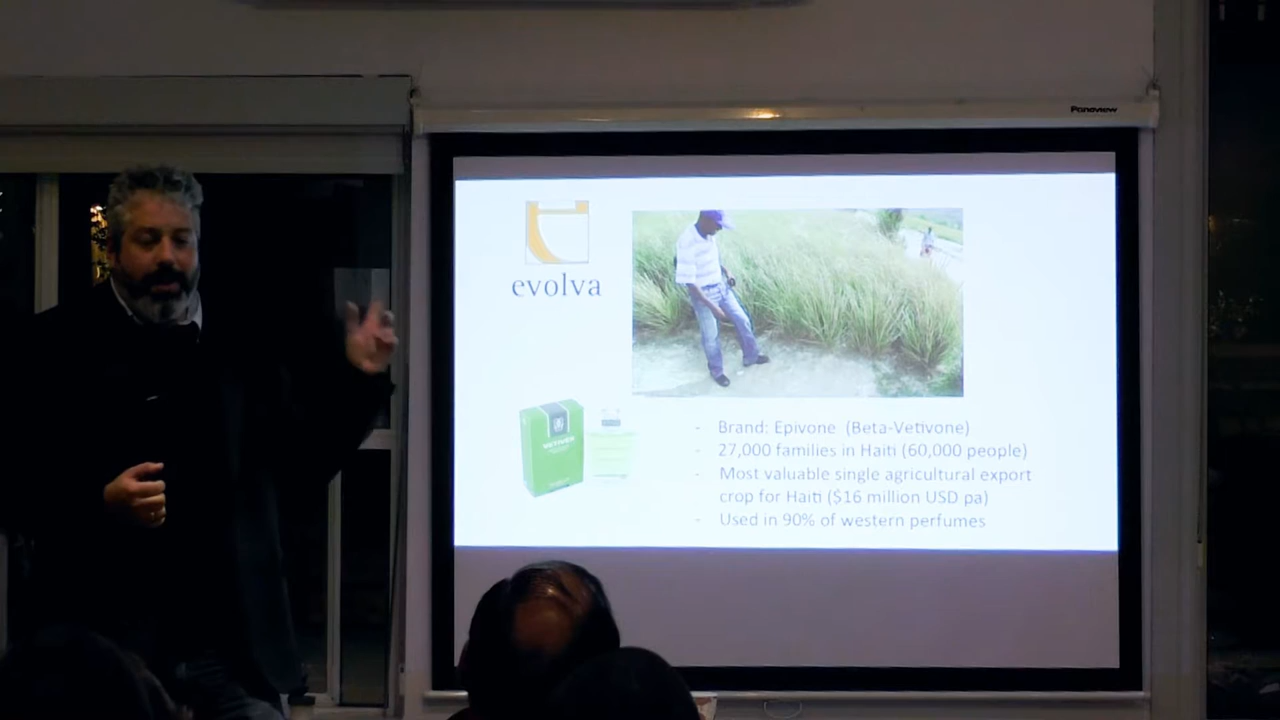 Panaview
evolva
VETIVER
- Brand: Epivone (Beta-Vetivone)
- 27,000 families in Haiti (60,000 people)
- Most valuable single agricultural export
crop for Haiti ($16 million USD pa)
- Used in 90% of western perfumes